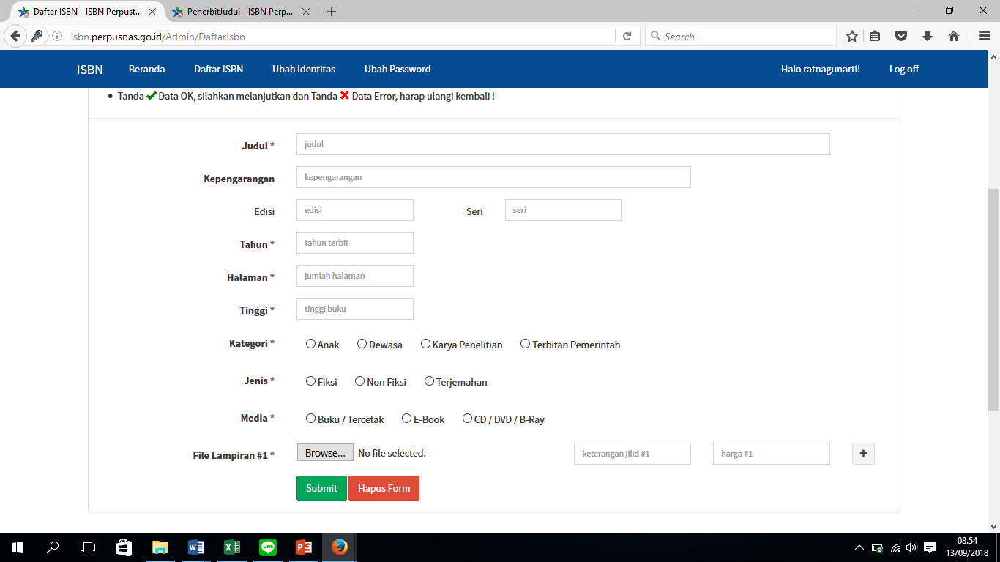 Daftar ISBN - ISBN Perpust...
PenerbitJudul - ISBN Perp...
isbn.perpusnas.go.id/Admin/DaftarIsbn
Search
ISBN Beranda Daftar ISBN Ubah Identitas Ubah Password Halo ratnagunarti! Log off
• Tanda ✔ Data OK, silahkan melanjutkan dan Tanda ✖ Data Error, harap ulangi kembali !
Judul * judul
Kepengarangan kepengarangan
Edisi edisi Seri seri
Tahun * tahun terbit
Halaman * jumlah halaman
Tinggi * tinggi buku
Kategori * Anak Dewasa Karya Penelitian Terbitan Pemerintah
Jenis * Fiksi Non Fiksi Terjemahan
Media * Buku / Tercetak E-Book CD / DVD / B-Ray
File Lampiran #1 * Browse... No file selected. keterangan jilid #1 harga #1 +
Submit Hapus Form
LINE
08.54
13/09/2018